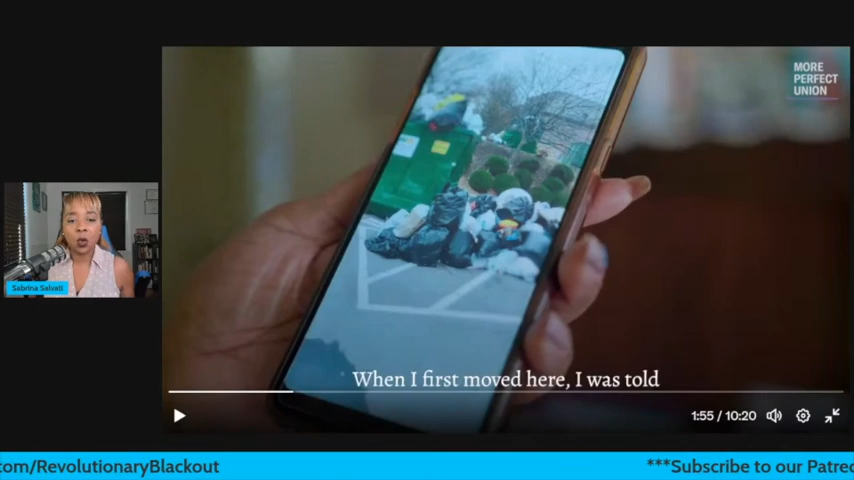 MORE
PERFECT
UNION
Sabrina Salvati
When I first moved here, I was told
1:55 / 10:20
com/RevolutionaryBlackout
***Subscribe to our Patreo